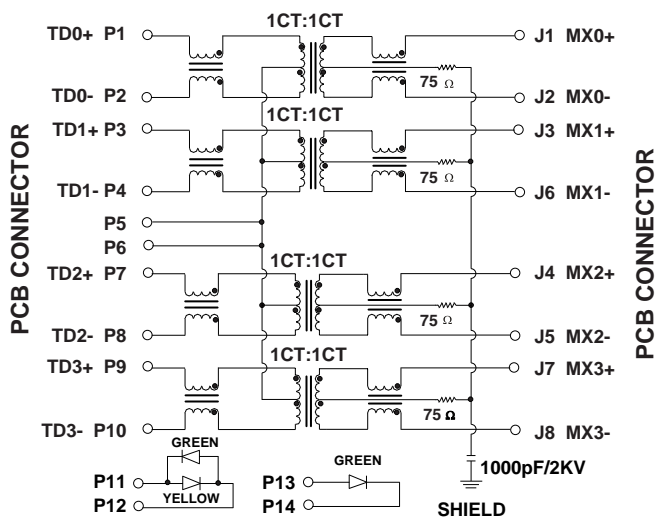 1CT:1CT
TD0+ P1
J1 MX0+
75 Ω
TD0- P2
J2 MX0-
1CT:1CT
TD1+ P3
J3 MX1+
75 Ω
TD1- P4
J6 MX1-
PCB CONNECTOR
PCB CONNECTOR
P5
P6
1CT:1CT
TD2+ P7
J4 MX2+
75 Ω
TD2- P8
J5 MX2-
1CT:1CT
TD3+ P9
J7 MX3+
75 Ω
TD3- P10
J8 MX3-
GREEN
P11
YELLOW
P12
GREEN
P13
P14
1000pF/2KV
SHIELD